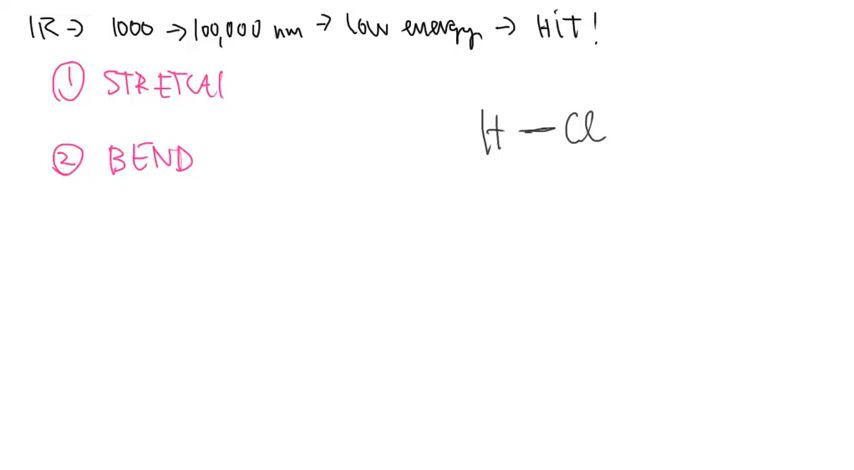 IR → 1000 → 100,000 nm → low energy → HIT!
① STRETCH
H — Cl
② BEND